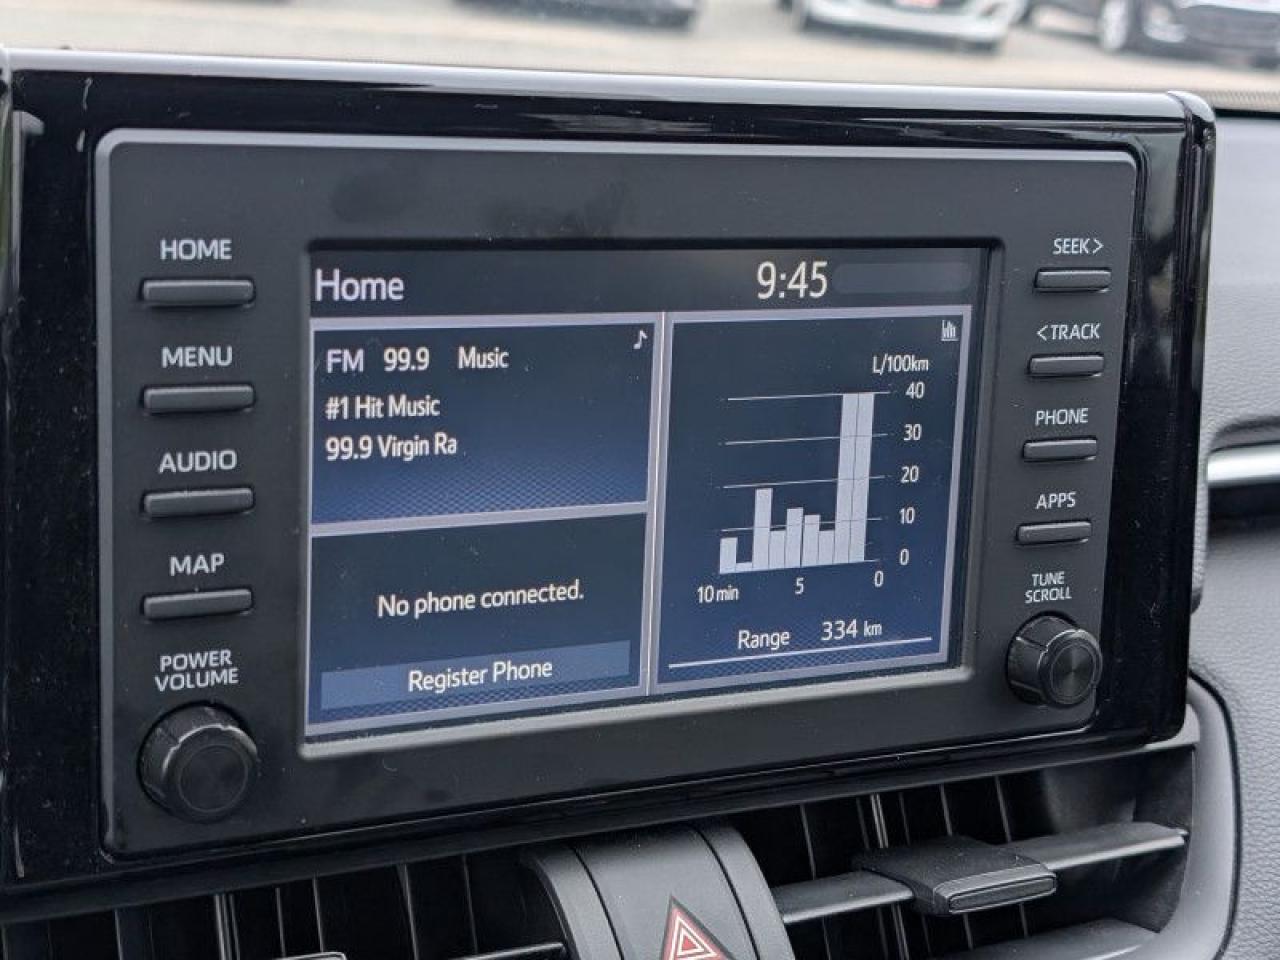 HOME
MENU
AUDIO
MAP
POWER
VOLUME
Home
9:45
FM 99.9 Music
#1 Hit Music
99.9 Virgin Ra
No phone connected.
Register Phone
L/100km
40
30
20
10
0
10 min 5 0
Range 334 km
SEEK>
<TRACK
PHONE
APPS
TUNE
SCROLL